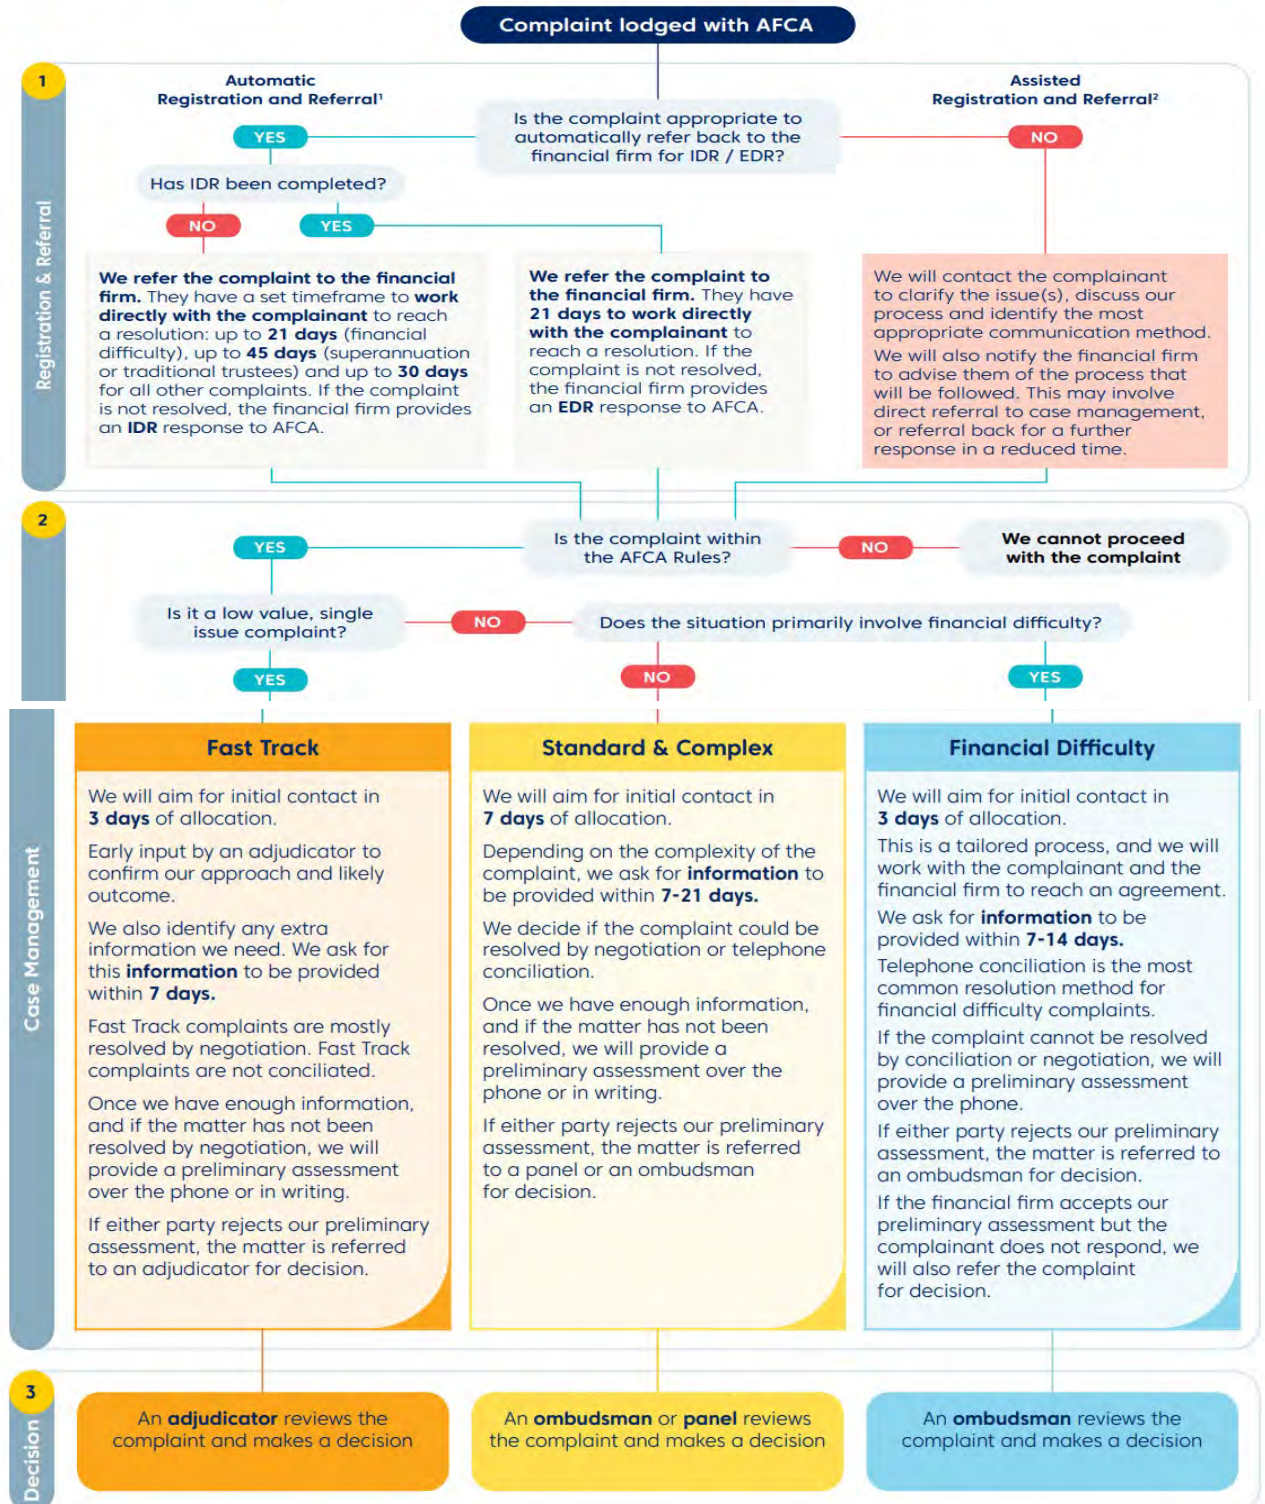 Complaint lodged with AFCA
1
Registration & Referral
Automatic
Registration and Referral¹
Assisted
Registration and Referral²
Is the complaint appropriate to
automatically refer back to the
financial firm for IDR / EDR?
YES
NO
Has IDR been completed?
NO
YES
We refer the complaint to the financial
firm. They have a set timeframe to work
directly with the complainant to reach
a resolution: up to 21 days (financial
difficulty), up to 45 days (superannuation
or traditional trustees) and up to 30 days
for all other complaints. If the complaint
is not resolved, the financial firm provides
an IDR response to AFCA.
We refer the complaint to
the financial firm. They have
21 days to work directly
with the complainant to
reach a resolution. If the
complaint is not resolved,
the financial firm provides
an EDR response to AFCA.
We will contact the complainant
to clarify the issue(s), discuss our
process and identify the most
appropriate communication method.
We will also notify the financial firm
to advise them of the process that
will be followed. This may involve
direct referral to case management,
or referral back for a further
response in a reduced time.
2
Case Management
Is the complaint within
the AFCA Rules?
YES
NO
We cannot proceed
with the complaint
Is it a low value, single
issue complaint?
NO
Does the situation primarily involve financial difficulty?
YES
NO
YES
Fast Track
We will aim for initial contact in
3 days of allocation.
Early input by an adjudicator to
confirm our approach and likely
outcome.
We also identify any extra
information we need. We ask for
this information to be provided
within 7 days.
Fast Track complaints are mostly
resolved by negotiation. Fast Track
complaints are not conciliated.
Once we have enough information,
and if the matter has not been
resolved by negotiation, we will
provide a preliminary assessment
over the phone or in writing.
If either party rejects our preliminary
assessment, the matter is referred
to an adjudicator for decision.
Standard & Complex
We will aim for initial contact in
7 days of allocation.
Depending on the complexity of the
complaint, we ask for information to
be provided within 7-21 days.
We decide if the complaint could be
resolved by negotiation or telephone
conciliation.
Once we have enough information,
and if the matter has not been
resolved, we will provide a
preliminary assessment over the
phone or in writing.
If either party rejects our preliminary
assessment, the matter is referred
to a panel or an ombudsman
for decision.
Financial Difficulty
We will aim for initial contact in
3 days of allocation.
This is a tailored process, and we will
work with the complainant and the
financial firm to reach an agreement.
We ask for information to be
provided within 7-14 days.
Telephone conciliation is the most
common resolution method for
financial difficulty complaints.
If the complaint cannot be resolved
by conciliation or negotiation, we will
provide a preliminary assessment
over the phone.
If either party rejects our preliminary
assessment, the matter is referred to
an ombudsman for decision.
If the financial firm accepts our
preliminary assessment but the
complainant does not respond, we
will also refer the complaint
for decision.
3
Decision
An adjudicator reviews the
complaint and makes a decision
An ombudsman or panel reviews
the complaint and makes a decision
An ombudsman reviews the
complaint and makes a decision